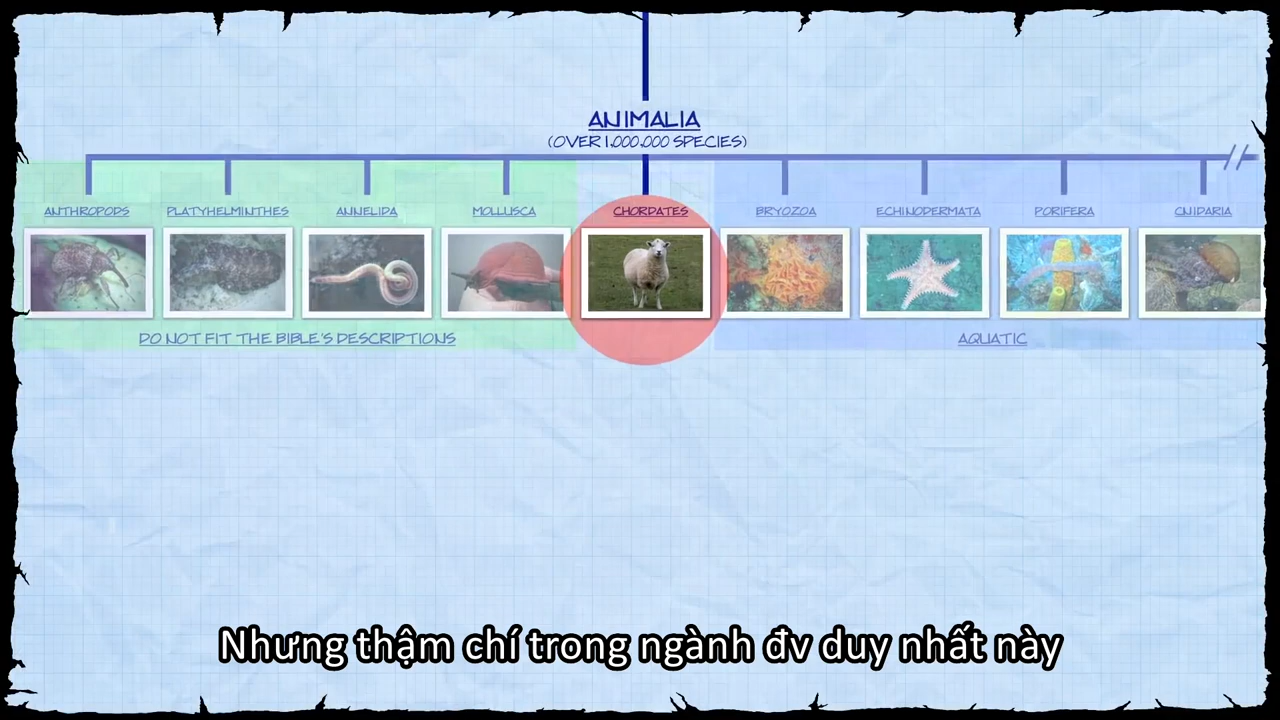 ANIMALIA
(OVER 1,000,000 SPECIES)
ANTHROPODS
PLATYHELMINTHES
ANNELIDA
MOLLUSCA
CHORDATES
BRYOZOA
ECHINODERMATA
PORIFERA
CNIDARIA
DO NOT FIT THE BIBLE'S DESCRIPTIONS
AQUATIC
Nhưng thậm chí trong ngành đv duy nhất này